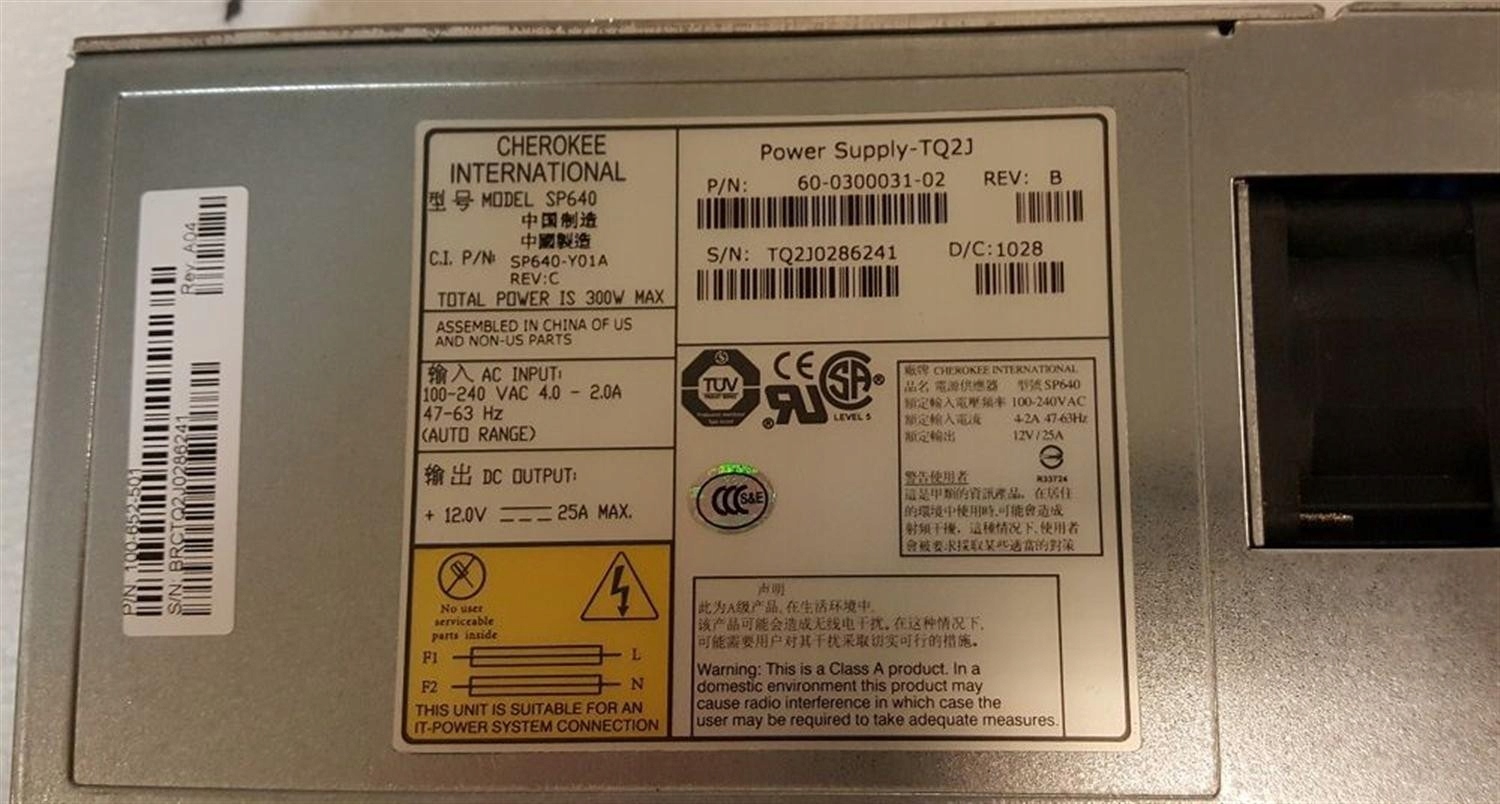 P/N: 100-652-501
Rev A04
S/N: BRCTQ2J0286241
CHEROKEE
INTERNATIONAL
型号 MODEL SP640
中国制造
中國製造
C.I. P/N: SP640-Y01A
REV:C
TOTAL POWER IS 300W MAX
ASSEMBLED IN CHINA OF US
AND NON-US PARTS
输入 AC INPUT:
100-240 VAC 4.0 - 2.0A
47-63 Hz
(AUTO RANGE)
输出 DC OUTPUT:
+ 12.0V 25A MAX.
No user
serviceable
parts inside
F1 L
F2 N
THIS UNIT IS SUITABLE FOR AN
IT-POWER SYSTEM CONNECTION
Power Supply-TQ2J
P/N: 60-0300031-02 REV: B
S/N: TQ2J0286241 D/C:1028
TÜV
CE
SA
LEVEL 5
CCC S&E
廠牌 CHEROKEE INTERNATIONAL
品名 電源供應器 型號 SP640
額定輸入電壓頻率 100-240VAC
額定輸入電流 4-2A 47-63Hz
額定輸出 12V/25A
R33724
警告使用者
這是甲類的資訊產品, 在居住
的環境中使用時,可能會造成
射頻干擾, 這種情況下, 使用者
會被要求採取某些適當的對策
声明
此为A级产品, 在生活环境中,
该产品可能会造成无线电干扰。在这种情况下,
可能需要用户对其干扰采取切实可行的措施。
Warning: This is a Class A product. In a
domestic environment this product may
cause radio interference in which case the
user may be required to take adequate measures.